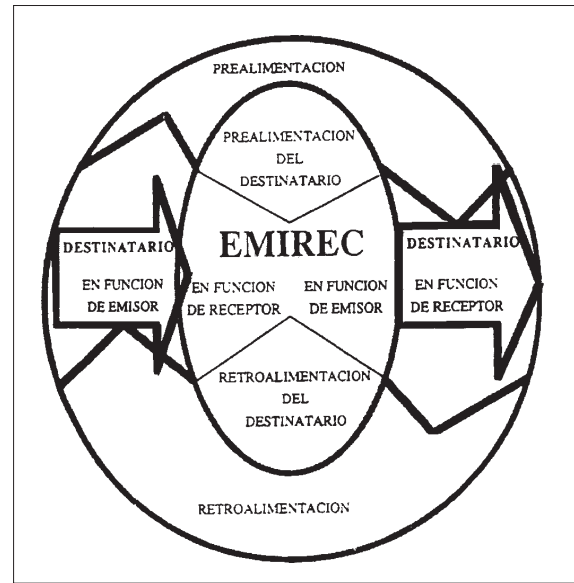 PREALIMENTACION
PREALIMENTACION
DEL
DESTINATARIO
EMIREC
DESTINATARIO
EN FUNCION
DE EMISOR
EN FUNCION
DE RECEPTOR
EN FUNCION
DE EMISOR
DESTINATARIO
EN FUNCION
DE RECEPTOR
RETROALIMENTACION
DEL
DESTINATARIO
RETROALIMENTACION